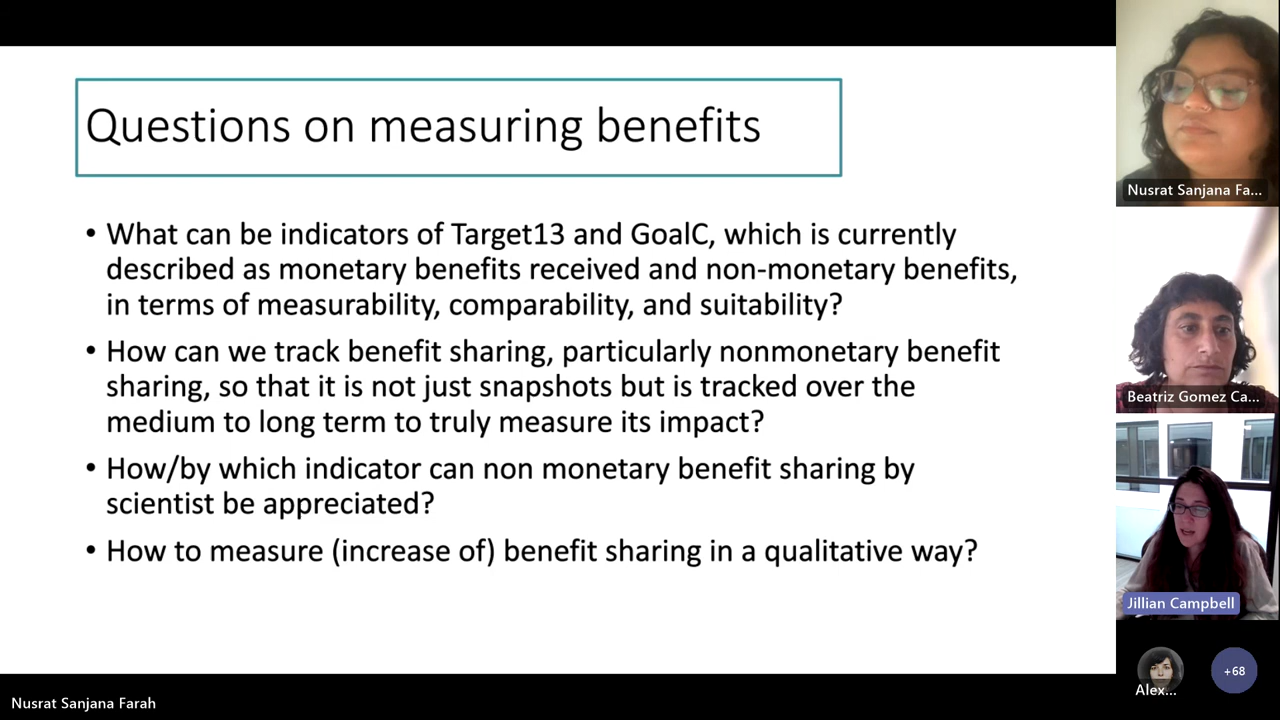 Questions on measuring benefits
• What can be indicators of Target13 and GoalC, which is currently
described as monetary benefits received and non-monetary benefits,
in terms of measurability, comparability, and suitability?
• How can we track benefit sharing, particularly nonmonetary benefit
sharing, so that it is not just snapshots but is tracked over the
medium to long term to truly measure its impact?
• How/by which indicator can non monetary benefit sharing by
scientist be appreciated?
• How to measure (increase of) benefit sharing in a qualitative way?
Nusrat Sanjana Fa...
Beatriz Gomez Ca...
Jillian Campbell
Alex...
+68
Nusrat Sanjana Farah